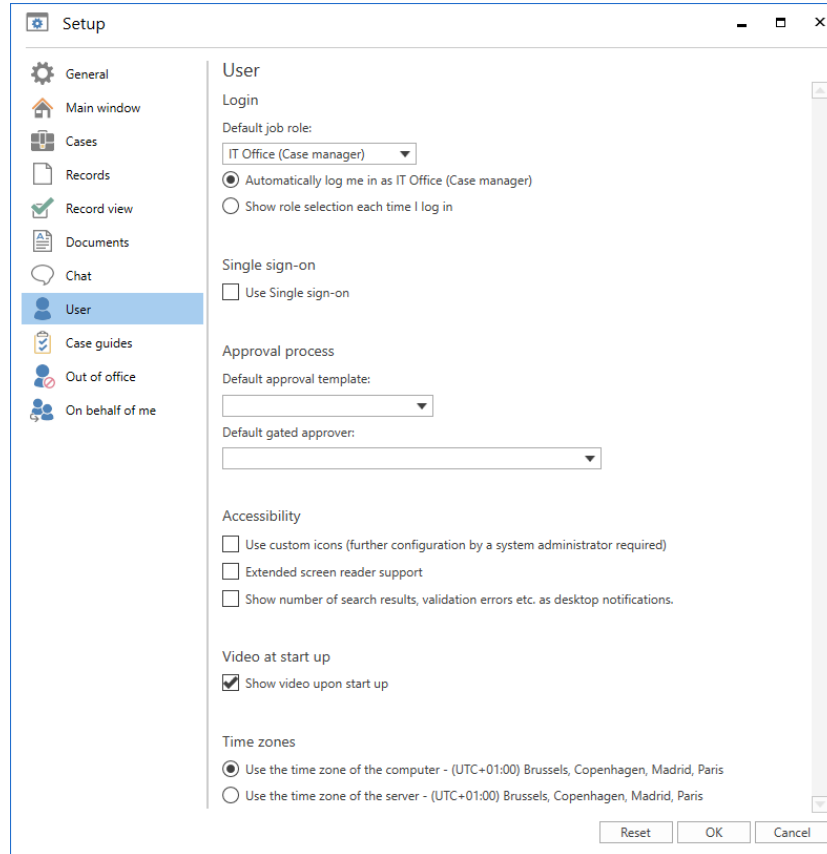 Setup
General
Main window
Cases
Records
Record view
Documents
Chat
User
Case guides
Out of office
On behalf of me
User
Login
Default job role:
IT Office (Case manager)
Automatically log me in as IT Office (Case manager)
Show role selection each time I log in
Single sign-on
Use Single sign-on
Approval process
Default approval template:
Default gated approver:
Accessibility
Use custom icons (further configuration by a system administrator required)
Extended screen reader support
Show number of search results, validation errors etc. as desktop notifications.
Video at start up
Show video upon start up
Time zones
Use the time zone of the computer - (UTC+01:00) Brussels, Copenhagen, Madrid, Paris
Use the time zone of the server - (UTC+01:00) Brussels, Copenhagen, Madrid, Paris
Reset OK Cancel